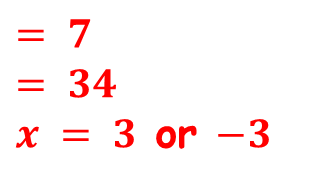 = 7
= 34
x = 3 or −3